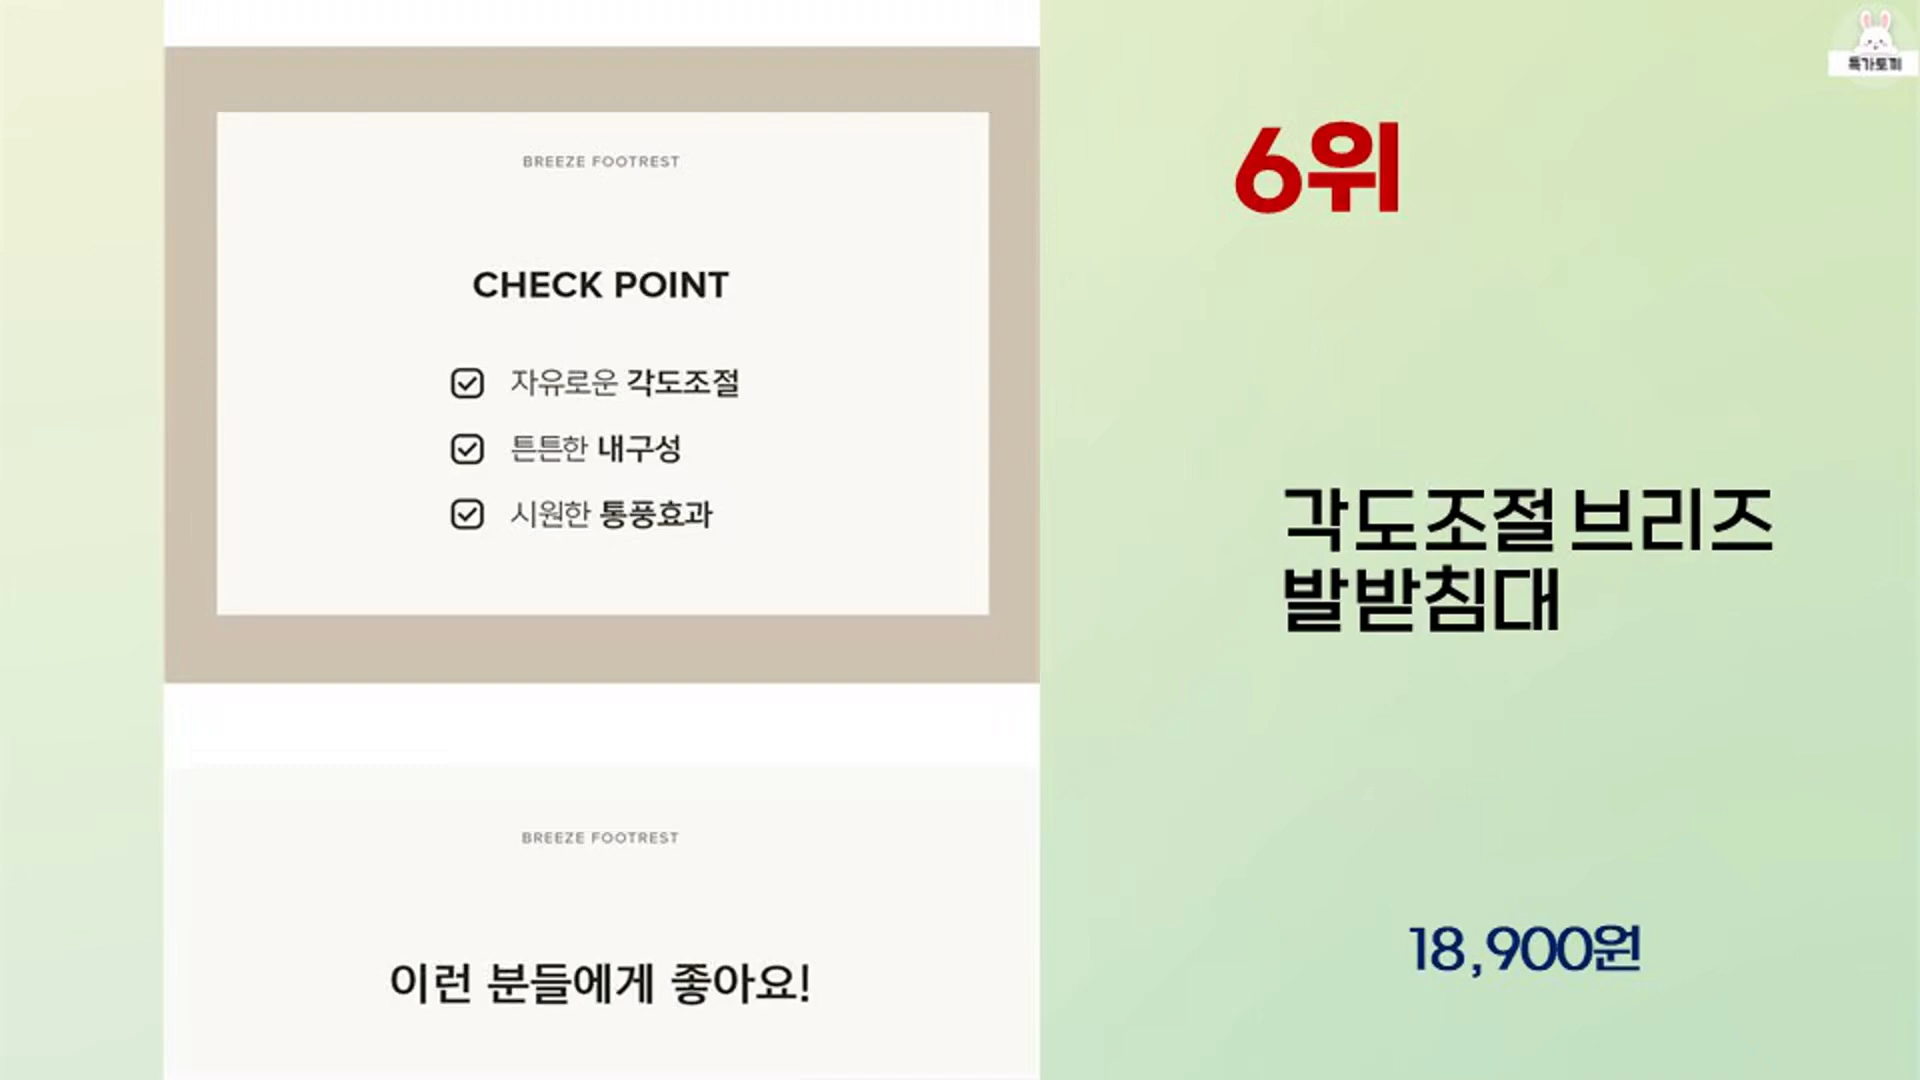 BREEZE FOOTREST
CHECK POINT
자유로운 각도조절
튼튼한 내구성
시원한 통풍효과
BREEZE FOOTREST
이런 분들에게 좋아요!
특가토끼
6위
각도조절 브리즈
발받침대
18,900원